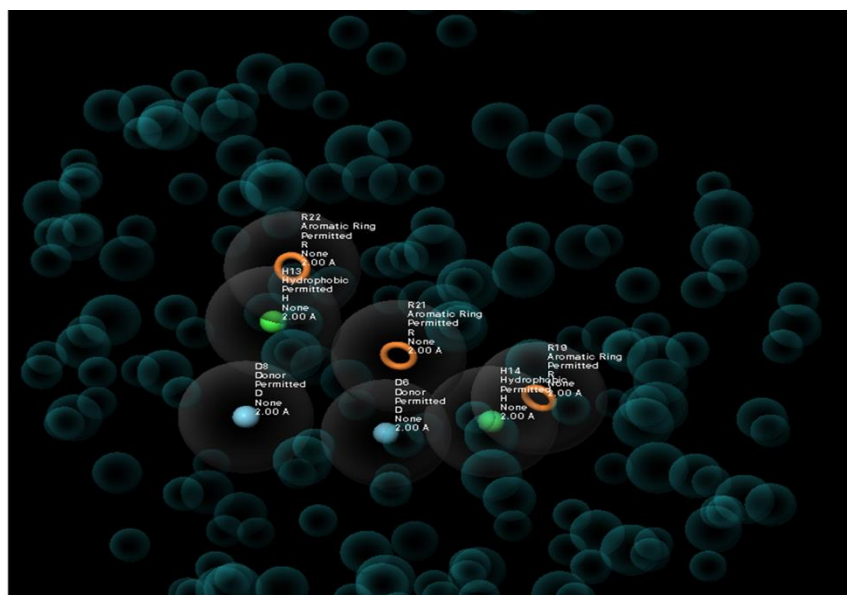 R22
Aromatic Ring
Permitted
R
None
2.00 A
H13
Hydrophobic
Permitted
H
None
2.00 A
R21
Aromatic Ring
Permitted
R
None
2.00 A
R19
Aromatic Ring
Permitted
R
None
2.00 A
D8
Donor
Permitted
D
None
2.00 A
H14
Hydrophobic
Permitted
H
None
2.00 A
D6
Donor
Permitted
D
None
2.00 A